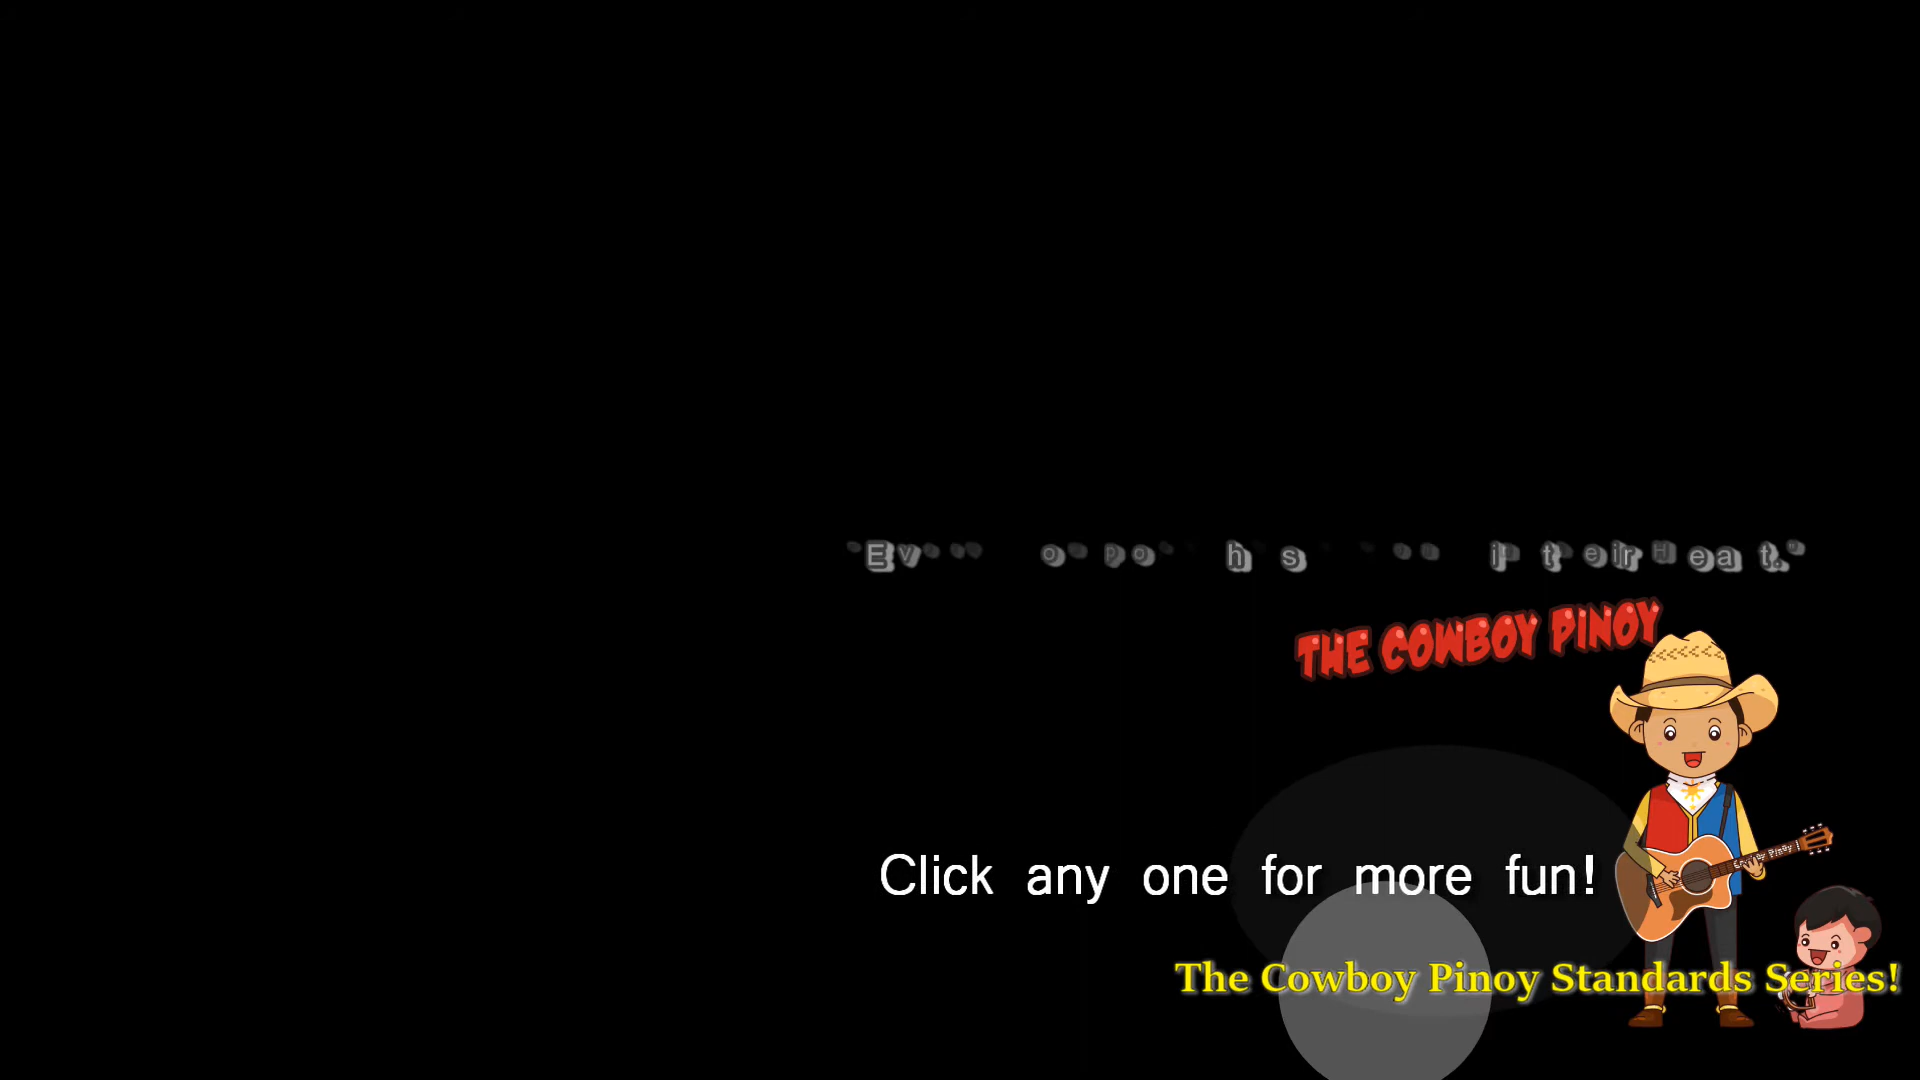 THE COWBOY PINOY
Click any one for more fun!
The Cowboy Pinoy Standards Series!